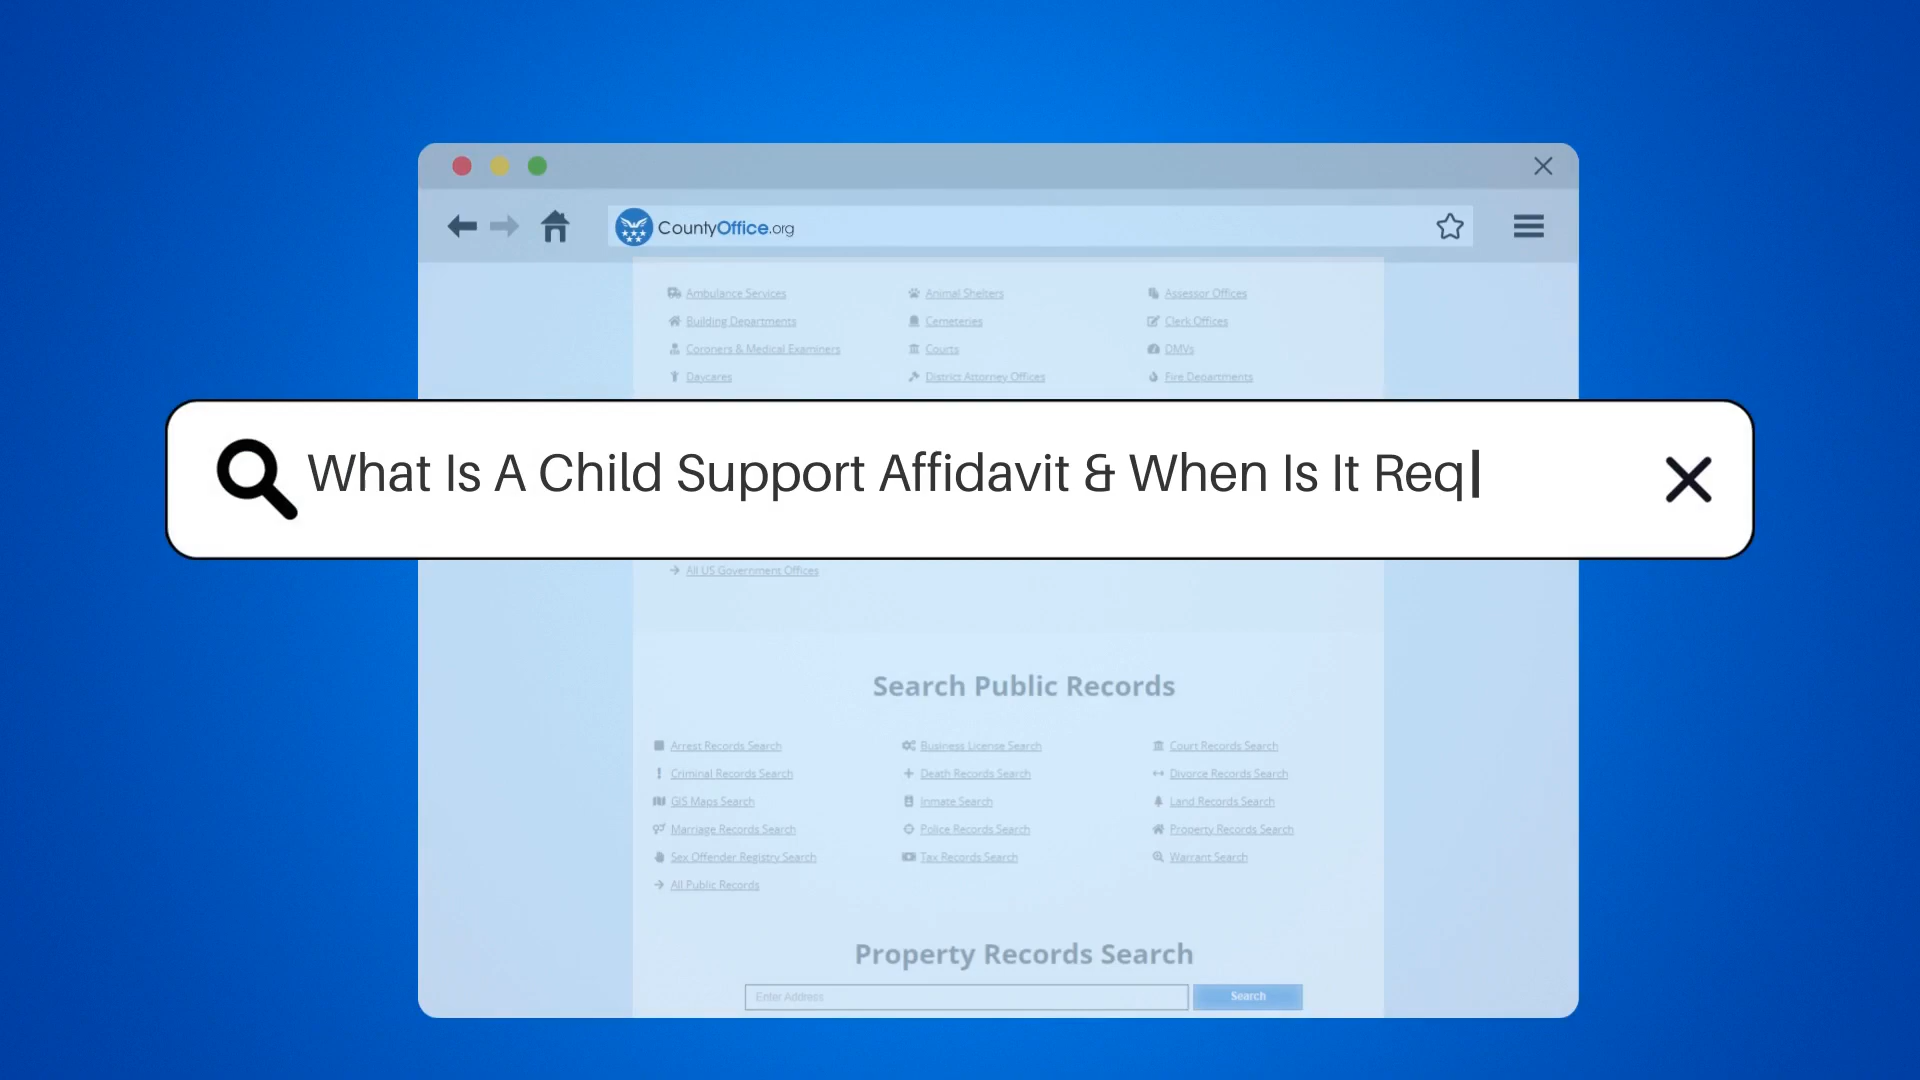 CountyOffice.org
Ambulance Services Animal Shelters Assessor Offices
Building Departments Cemeteries Clerk Offices
Coroners & Medical Examiners Courts DMVs
Daycares District Attorney Offices Fire Departments
What Is A Child Support Affidavit & When Is It Req
All US Government Offices
Search Public Records
Arrest Records Search Business License Search Court Records Search
Criminal Records Search Death Records Search Divorce Records Search
GIS Maps Search Inmate Search Land Records Search
Marriage Records Search Police Records Search Property Records Search
Sex Offender Registry Search Tax Records Search Warrant Search
All Public Records
Property Records Search
Enter Address Search